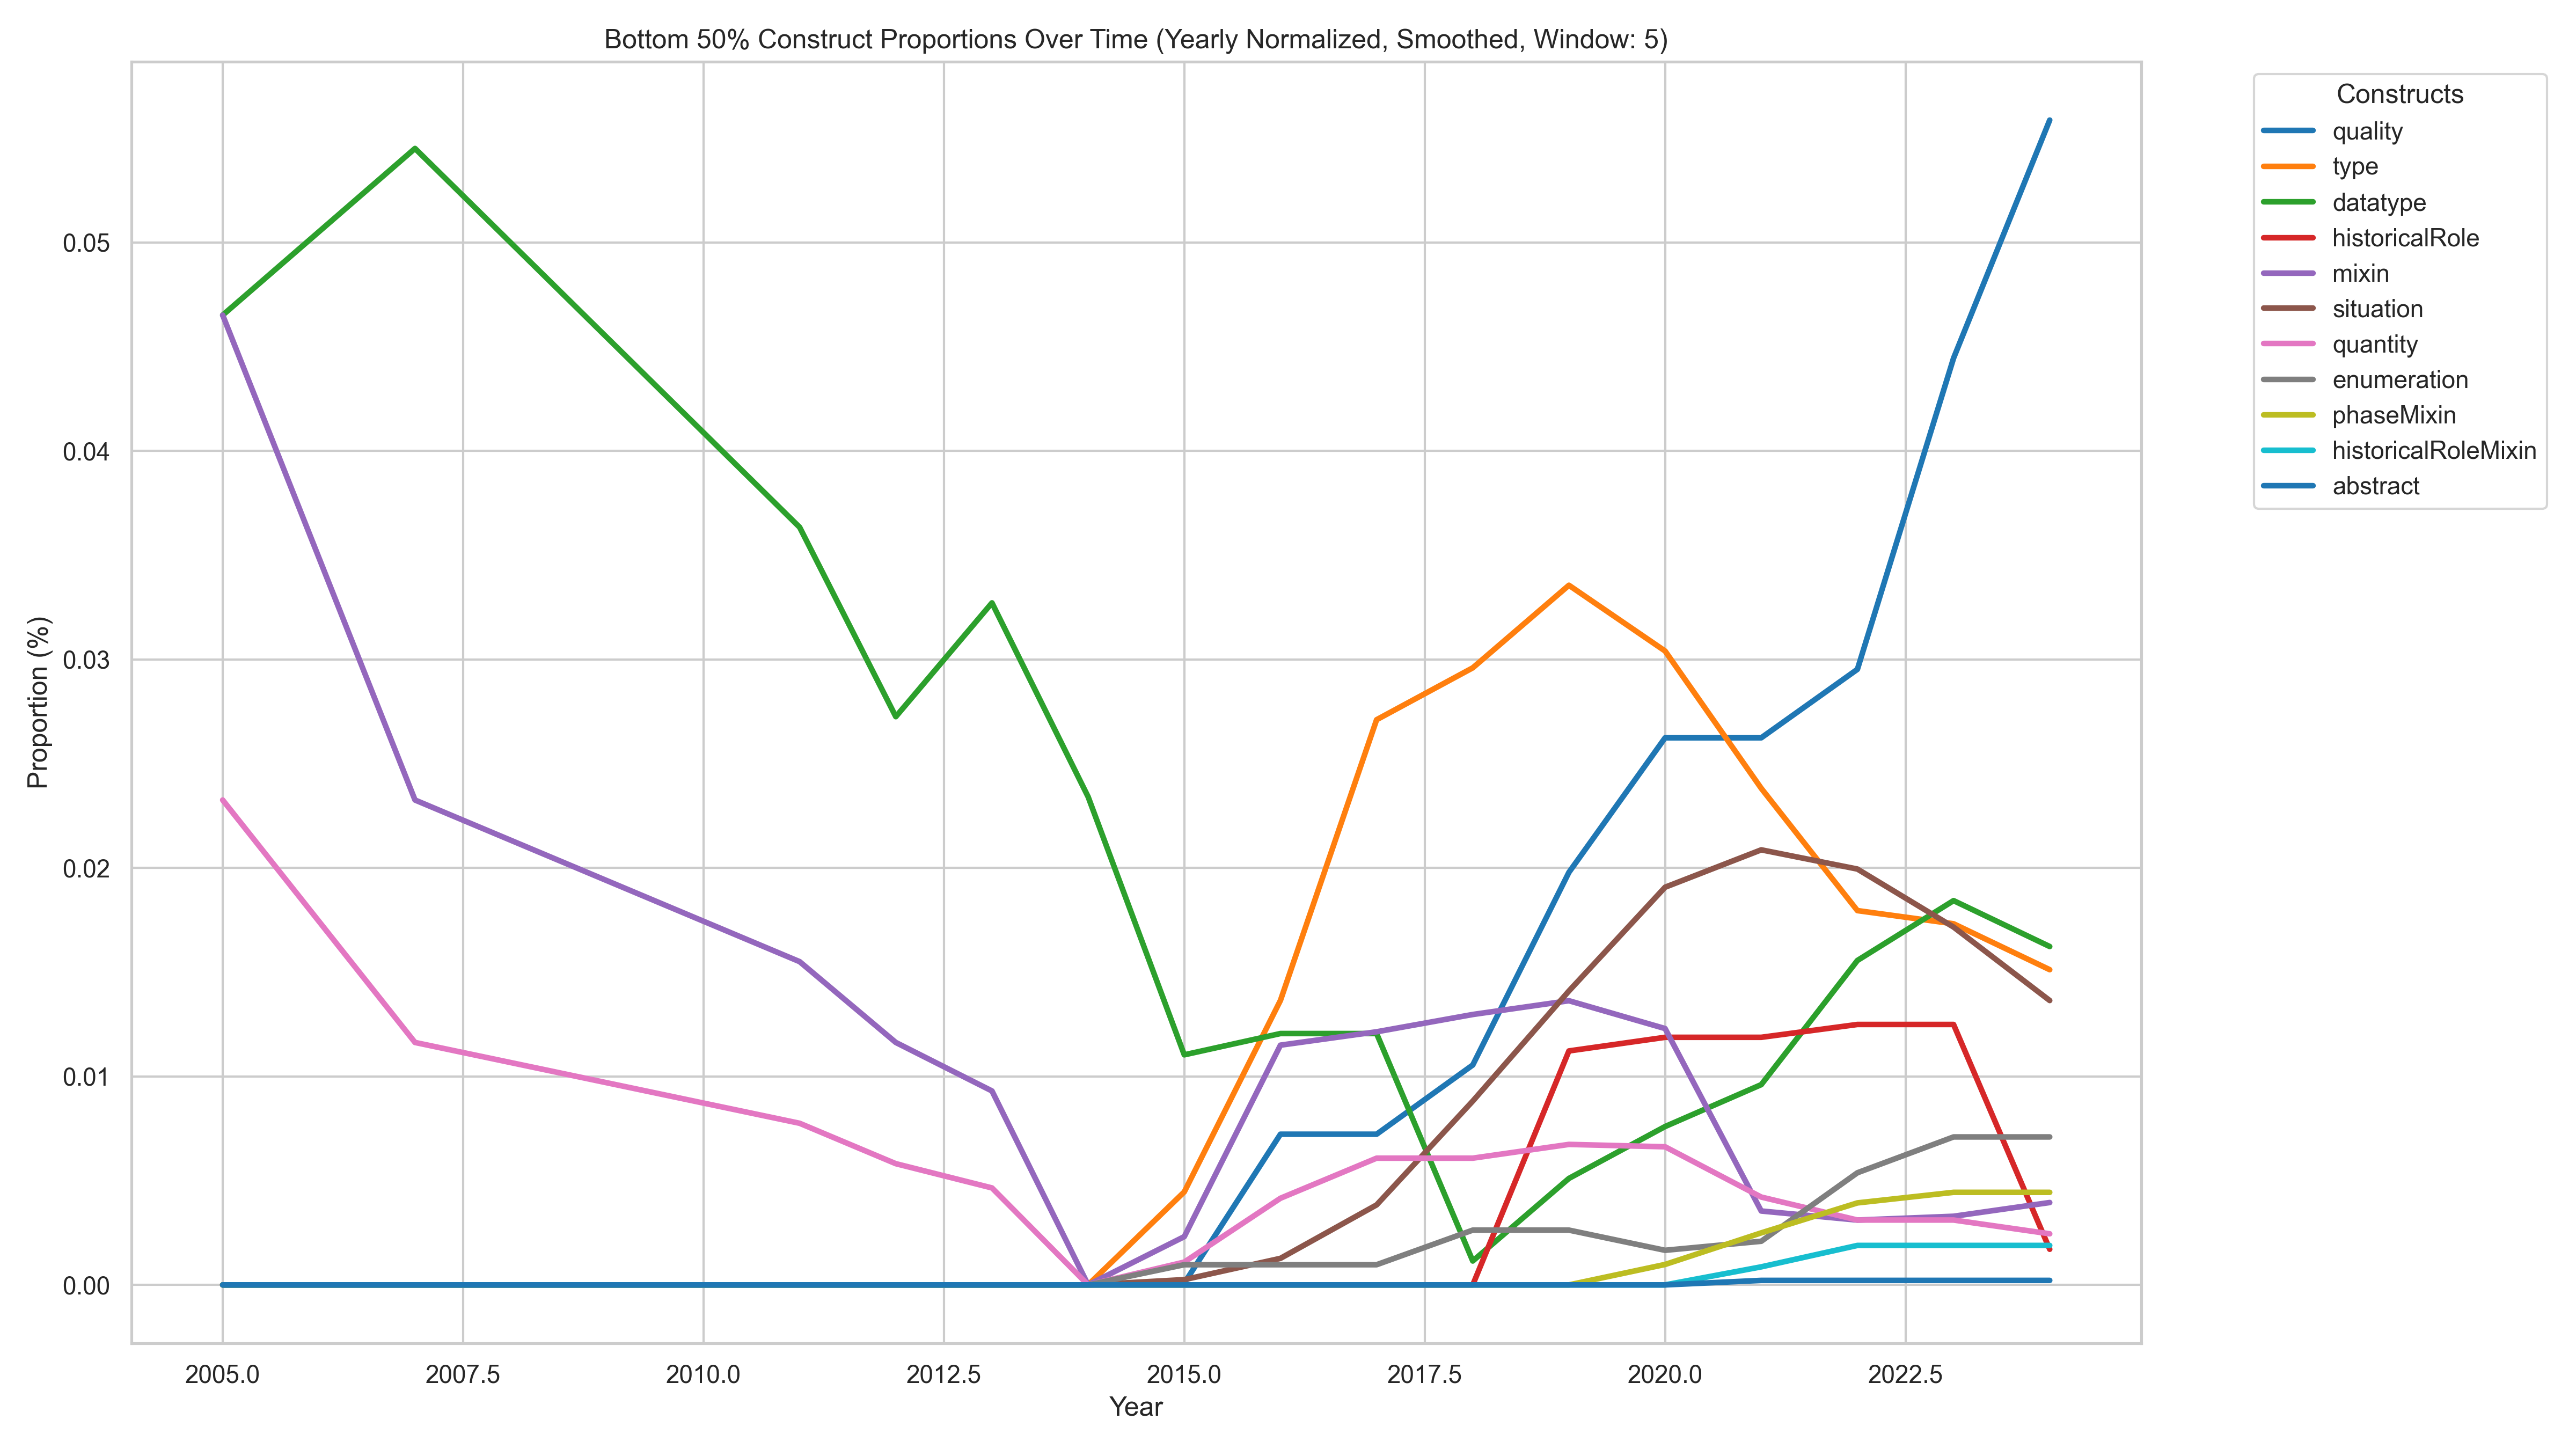 Bottom 50% Construct Proportions Over Time (Yearly Normalized, Smoothed, Window: 5)
Proportion (%)
0.05
0.04
0.03
0.02
0.01
0.00
2005.0
2007.5
2010.0
2012.5
2015.0
2017.5
2020.0
2022.5
Year
Constructs
quality
type
datatype
historicalRole
mixin
situation
quantity
enumeration
phaseMixin
historicalRoleMixin
abstract